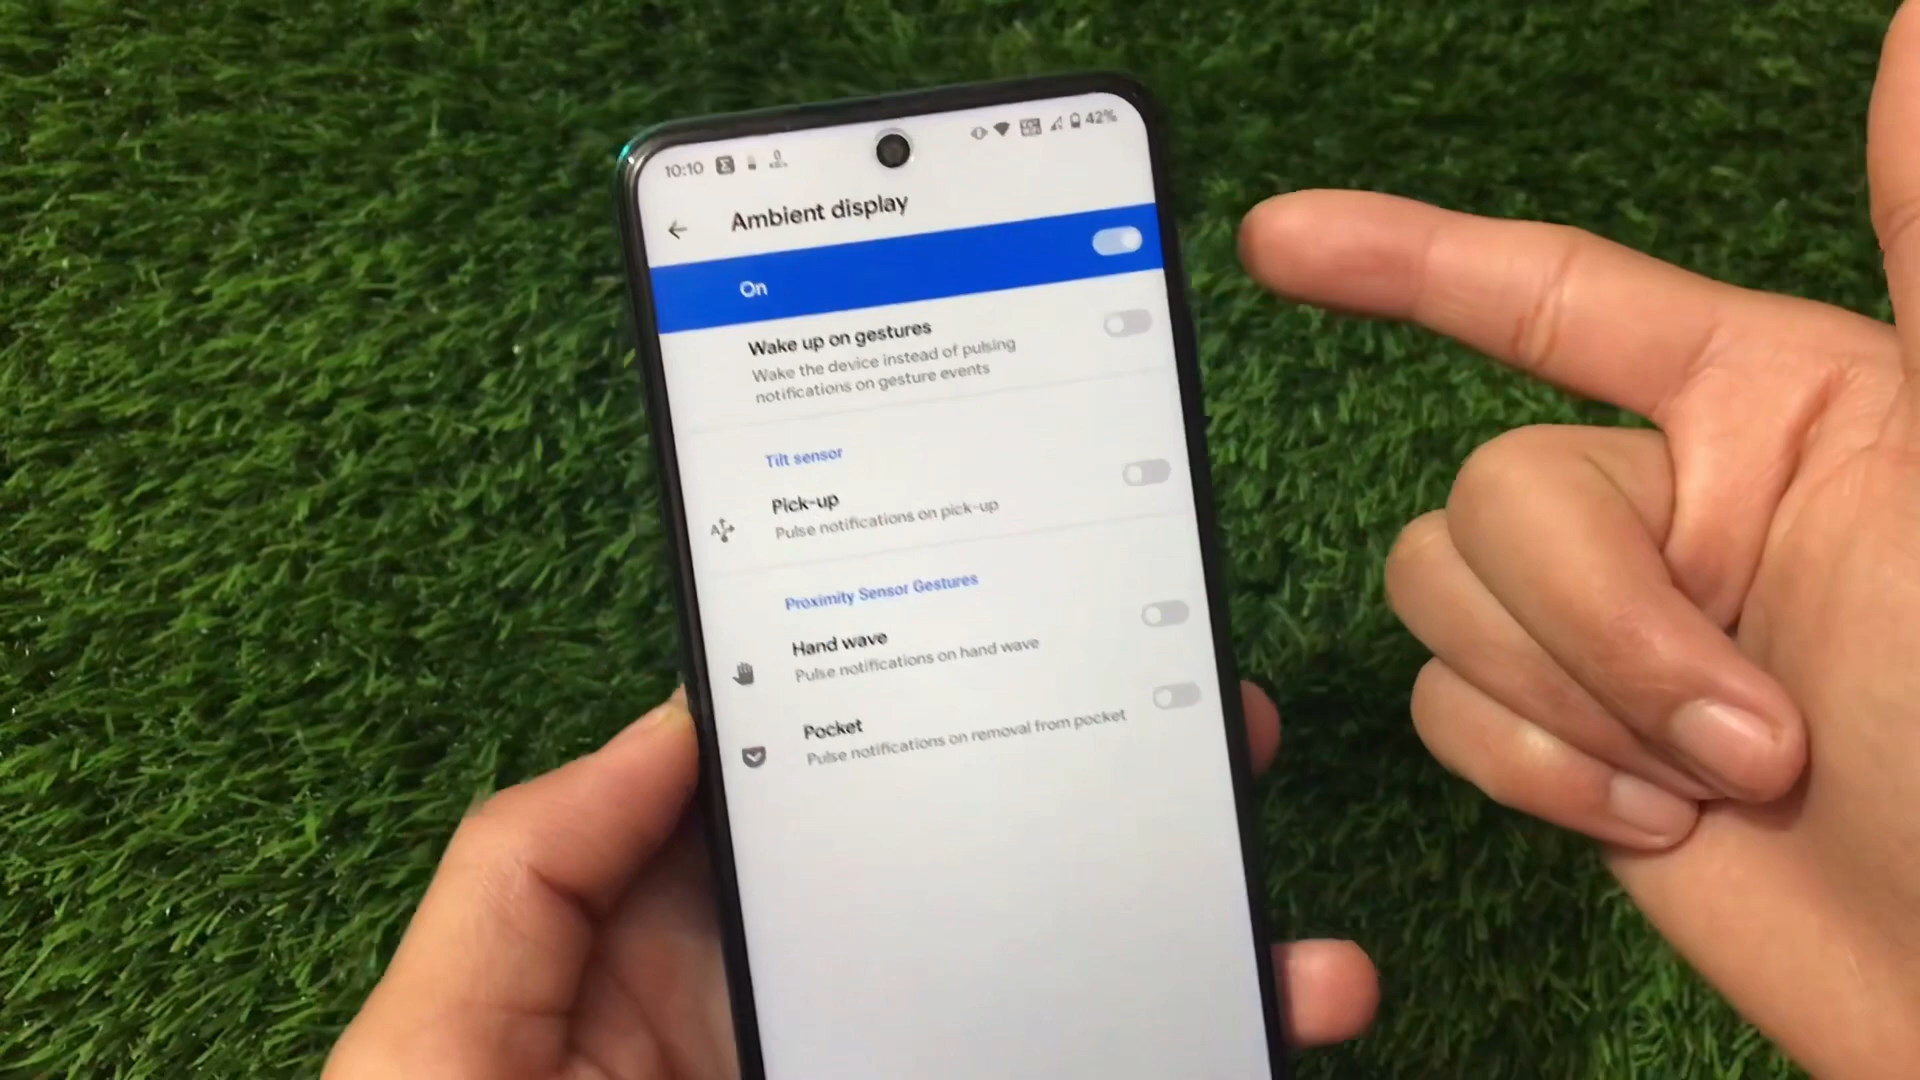 10:10
42%
Ambient display
On
Wake up on gestures
Wake the device instead of pulsing
notifications on gesture events
Tilt sensor
Pick-up
Pulse notifications on pick-up
Proximity Sensor Gestures
Hand wave
Pulse notifications on hand wave
Pocket
Pulse notifications on removal from pocket